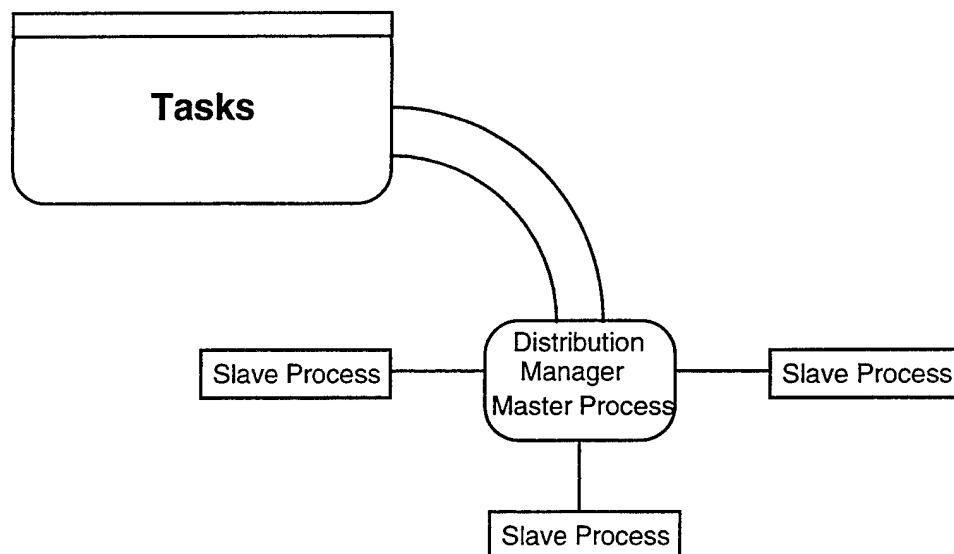 Tasks
Distribution
Manager
Master Process
Slave Process
Slave Process
Slave Process